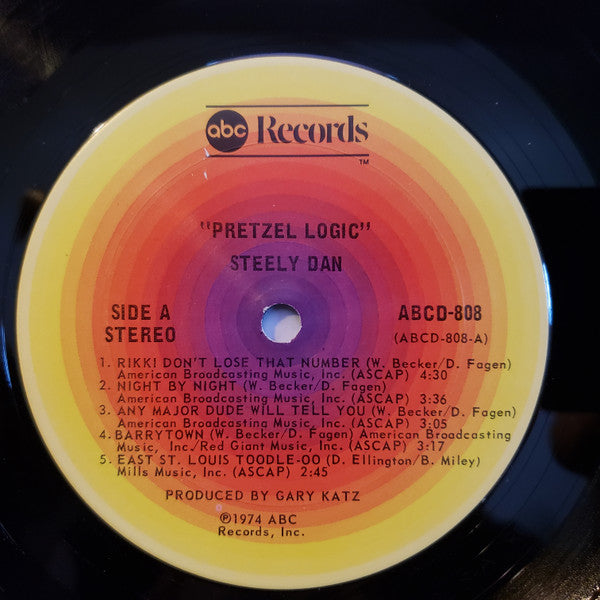 abc Records
TM
"PRETZEL LOGIC"
STEELY DAN
SIDE A
STEREO
ABCD-808
(ABCD-808-A)
1. RIKKI DON'T LOSE THAT NUMBER (W. Becker/D. Fagen)
American Broadcasting Music, Inc. (ASCAP) 4:30
2. NIGHT BY NIGHT (W. Becker/D. Fagen)
American Broadcasting Music, Inc. (ASCAP) 3:36
3. ANY MAJOR DUDE WILL TELL YOU (W. Becker/D. Fagen)
American Broadcasting Music, Inc. (ASCAP) 3:05
4. BARRYTOWN (W. Becker/D. Fagen) American Broadcasting
Music, Inc./Red Giant Music, Inc. (ASCAP) 3:17
5. EAST ST. LOUIS TOODLE-OO (D. Ellington/B. Miley)
Mills Music, Inc. (ASCAP) 2:45
PRODUCED BY GARY KATZ
℗1974 ABC
Records, Inc.